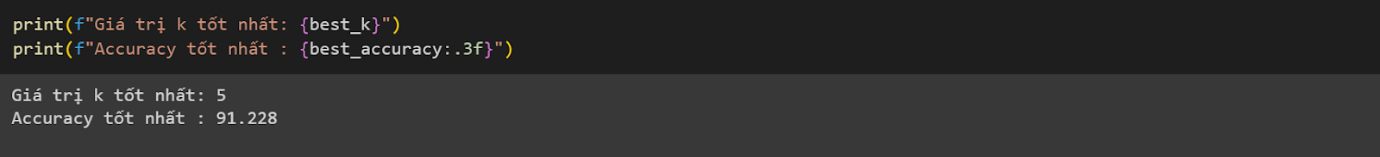 print(f"Giá trị k tốt nhất: {best_k}")
print(f"Accuracy tốt nhất : {best_accuracy:.3f}")
Giá trị k tốt nhất: 5
Accuracy tốt nhất : 91.228